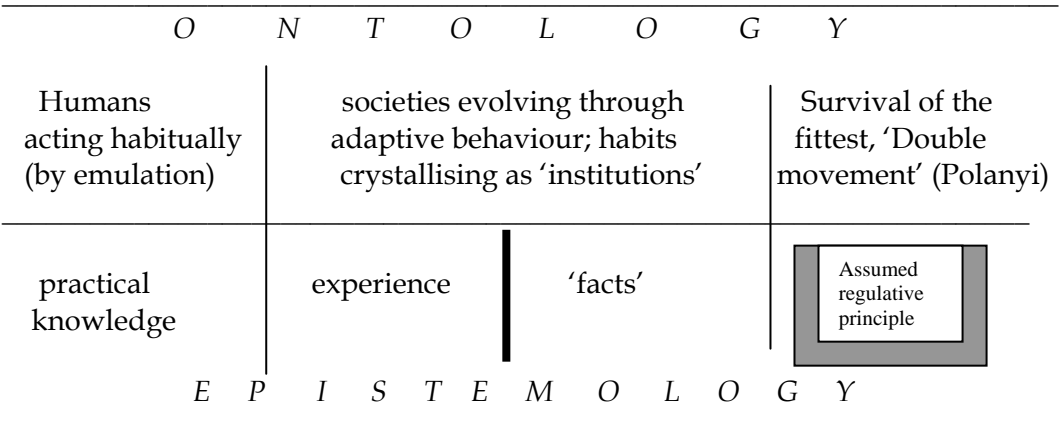 O N T O L O G Y
Humans
acting habitually
(by emulation)
societies evolving through
adaptive behaviour; habits
crystallising as ‘institutions’
Survival of the
fittest, ‘Double
movement’ (Polanyi)
practical
knowledge
experience
‘facts’
Assumed
regulative
principle
E P I S T E M O L O G Y